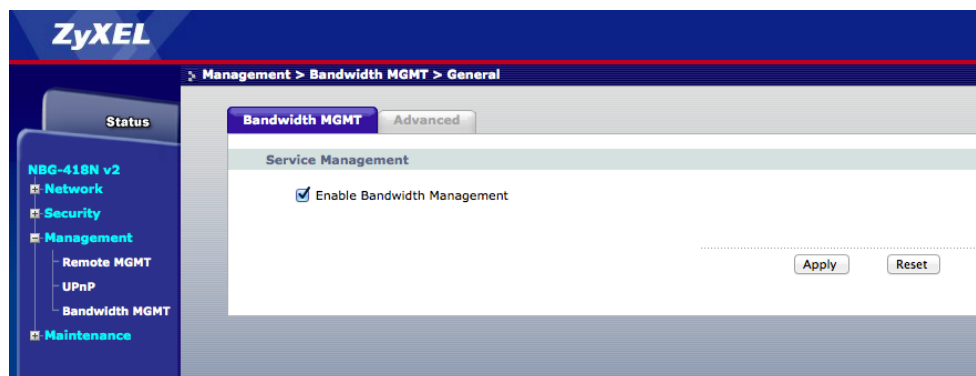 ZyXEL
Management > Bandwidth MGMT > General
Status
NBG-418N v2
Network
Security
Management
Remote MGMT
UPnP
Bandwidth MGMT
Maintenance
Bandwidth MGMT
Advanced
Service Management
Enable Bandwidth Management
Apply
Reset